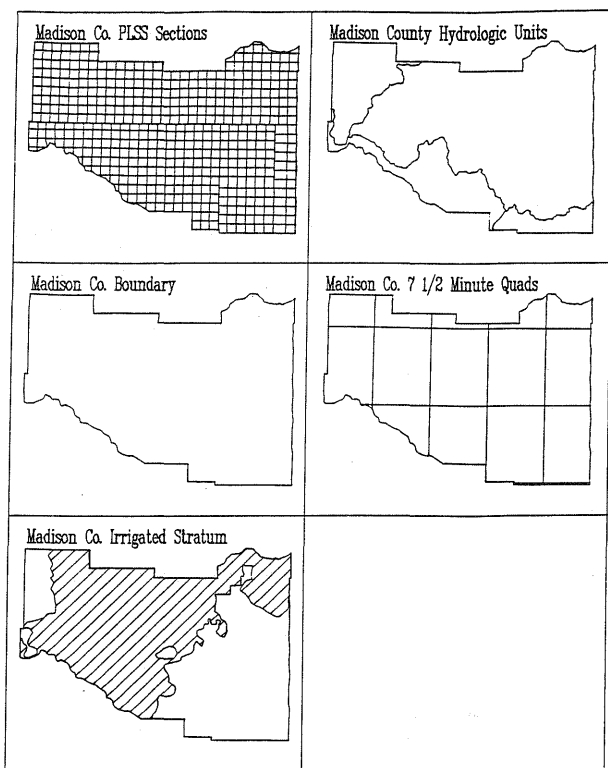 Madison Co. PLSS Sections
Madison County Hydrologic Units
Madison Co. Boundary
Madison Co. 7 1/2 Minute Quads
Madison Co. Irrigated Stratum